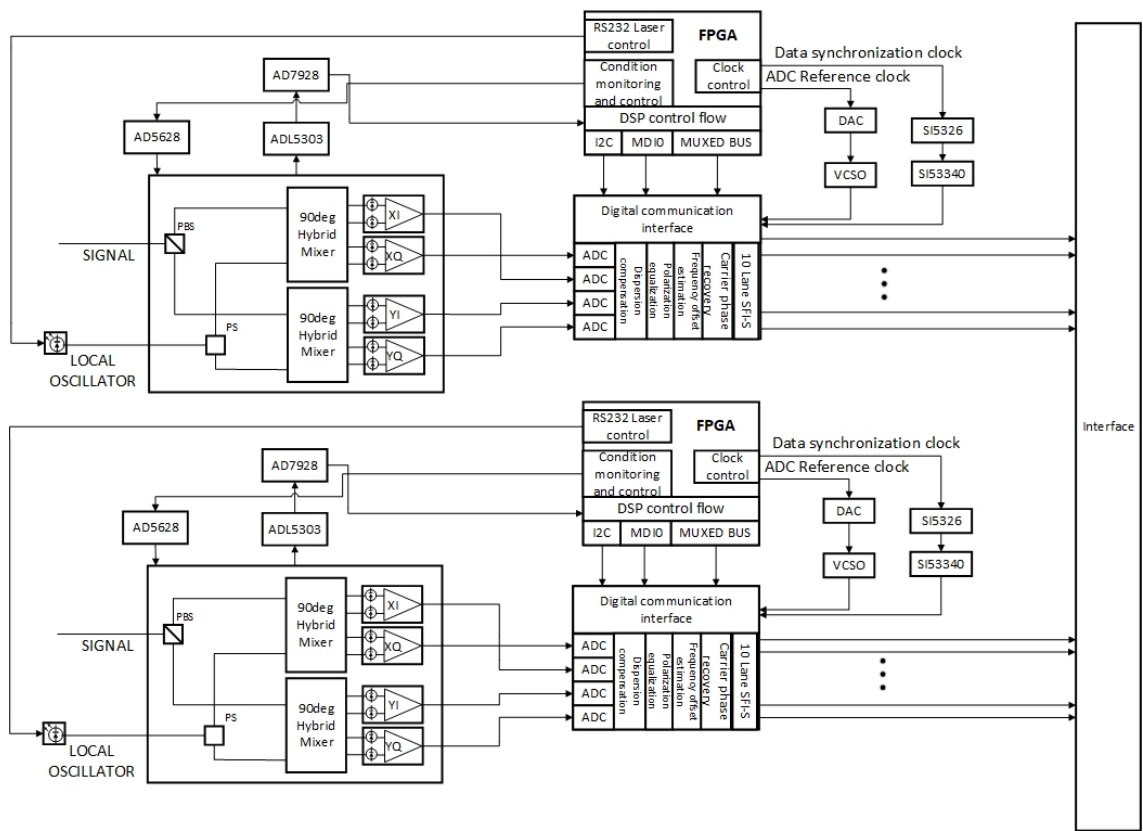 RS232 Laser
control
FPGA
Condition
monitoring
and control
Clock
control
Data synchronization clock
ADC Reference clock
AD7928
AD5628
ADL5303
DSP control flow
I2C
MDI0
MUXED BUS
DAC
VCSO
SI5326
SI53340
Digital communication
interface
PBS
SIGNAL
90deg
Hybrid
Mixer
XI
XQ
90deg
Hybrid
Mixer
YI
YQ
PS
LOCAL
OSCILLATOR
ADC
ADC
ADC
ADC
Dispersion
compensation
Polarization
equalization
Frequency offset
estimation
Carrier phase
recovery
10 Lane SFI-S
Interface
RS232 Laser
control
FPGA
Condition
monitoring
and control
Clock
control
Data synchronization clock
ADC Reference clock
AD7928
AD5628
ADL5303
DSP control flow
I2C
MDI0
MUXED BUS
DAC
VCSO
SI5326
SI53340
Digital communication
interface
PBS
SIGNAL
90deg
Hybrid
Mixer
XI
XQ
90deg
Hybrid
Mixer
YI
YQ
PS
LOCAL
OSCILLATOR
ADC
ADC
ADC
ADC
Dispersion
compensation
Polarization
equalization
Frequency offset
estimation
Carrier phase
recovery
10 Lane SFI-S